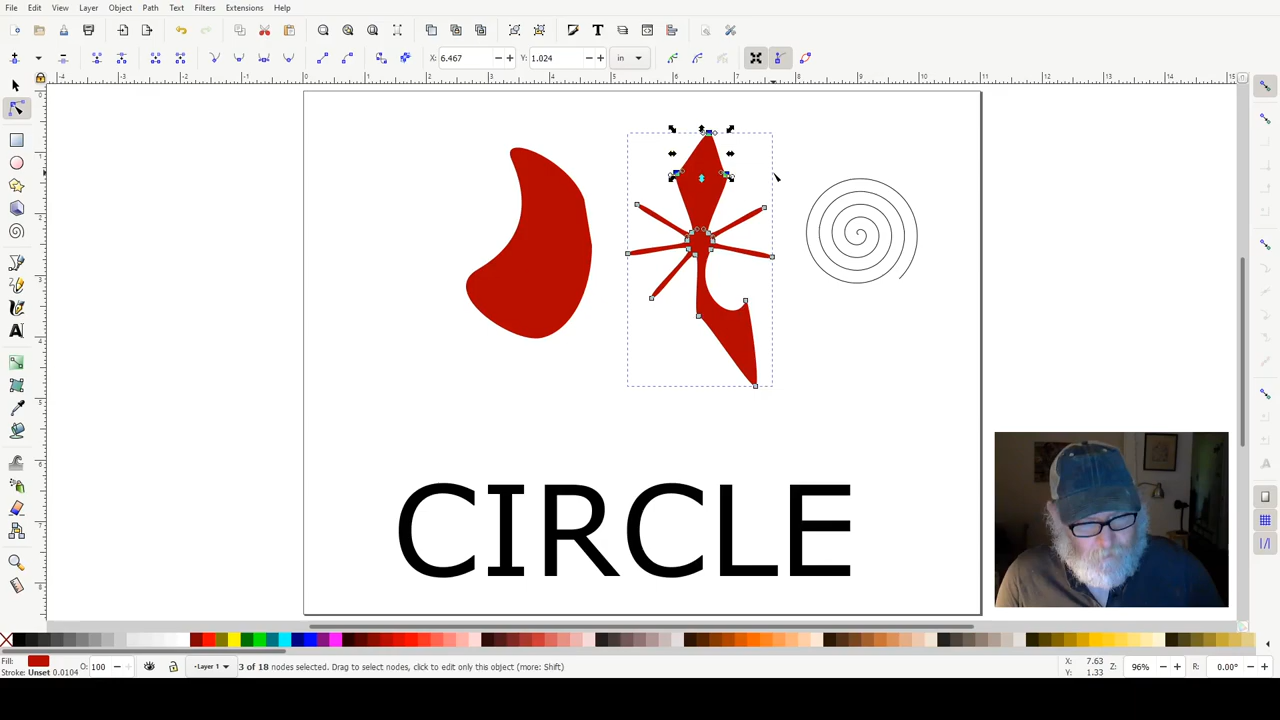 File Edit View Layer Object Path Text Filters Extensions Help
X: 6.467 Y: 1.024 in
CIRCLE
Fill:
Stroke: Unset 0.0104
O: 100
-Layer 1
3 of 18 nodes selected. Drag to select nodes, click to edit only this object (more: Shift)
X: 7.63
Y: 1.33
Z: 96%
R: 0.00°